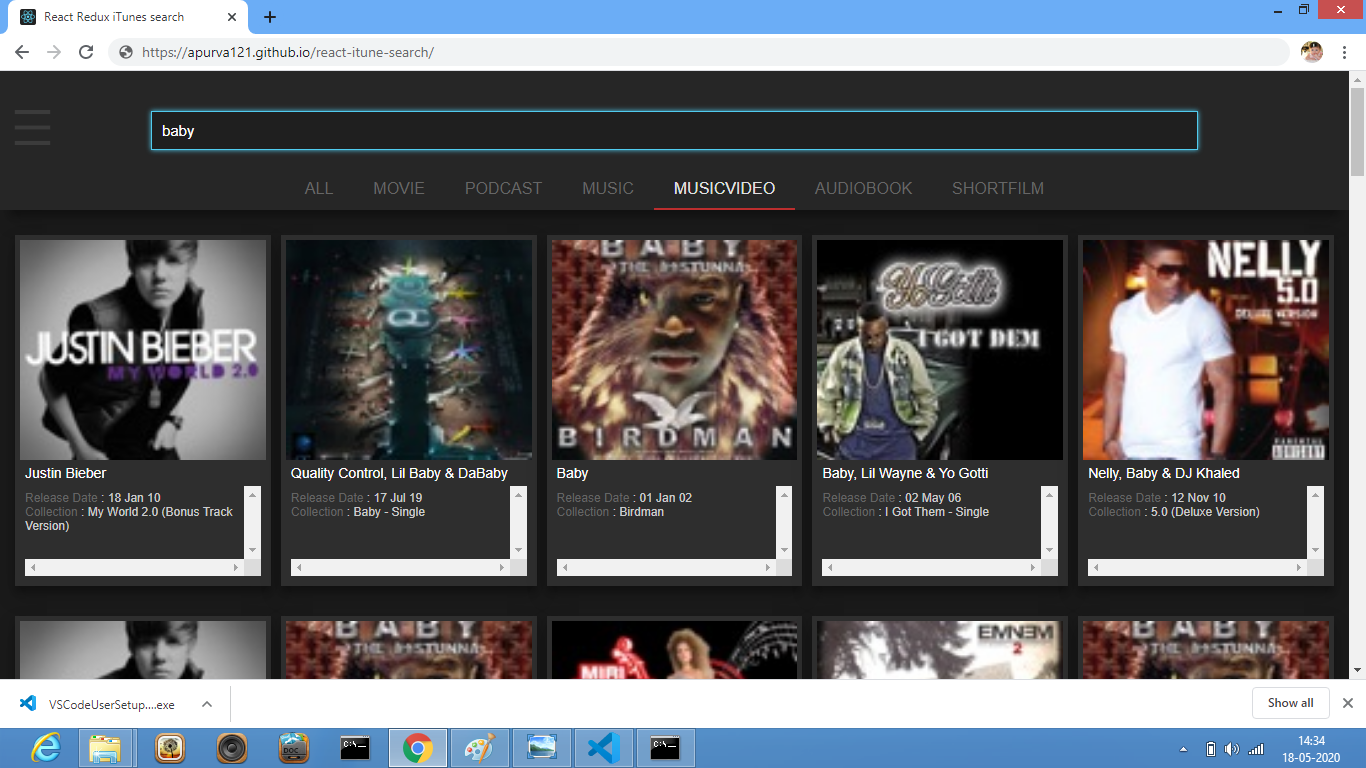 React Redux iTunes search
https://apurva121.github.io/react-itune-search/
baby
ALL MOVIE PODCAST MUSIC MUSICVIDEO AUDIOBOOK SHORTFILM
JUSTIN BIEBER
MY WORLD 2.0
Justin Bieber
Release Date : 18 Jan 10
Collection : My World 2.0 (Bonus Track
Version)
Quality Control, Lil Baby & DaBaby
Release Date : 17 Jul 19
Collection : Baby - Single
BABY
THE #1 STUNNA
BIRDMAN
Baby
Release Date : 01 Jan 02
Collection : Birdman
Yo Gotti
I GOT DEM
Baby, Lil Wayne & Yo Gotti
Release Date : 02 May 06
Collection : I Got Them - Single
NELLY
5.0
DELUXE VERSION
PARENTAL
ADVISORY
Nelly, Baby & DJ Khaled
Release Date : 12 Nov 10
Collection : 5.0 (Deluxe Version)
BABY
THE #1 STUNNA
MIRI
EMINEM
2
BABY
THE #1 STUNNA
VSCodeUserSetup....exe
Show all
DOC
C:\_
C:\_
14:34
18-05-2020